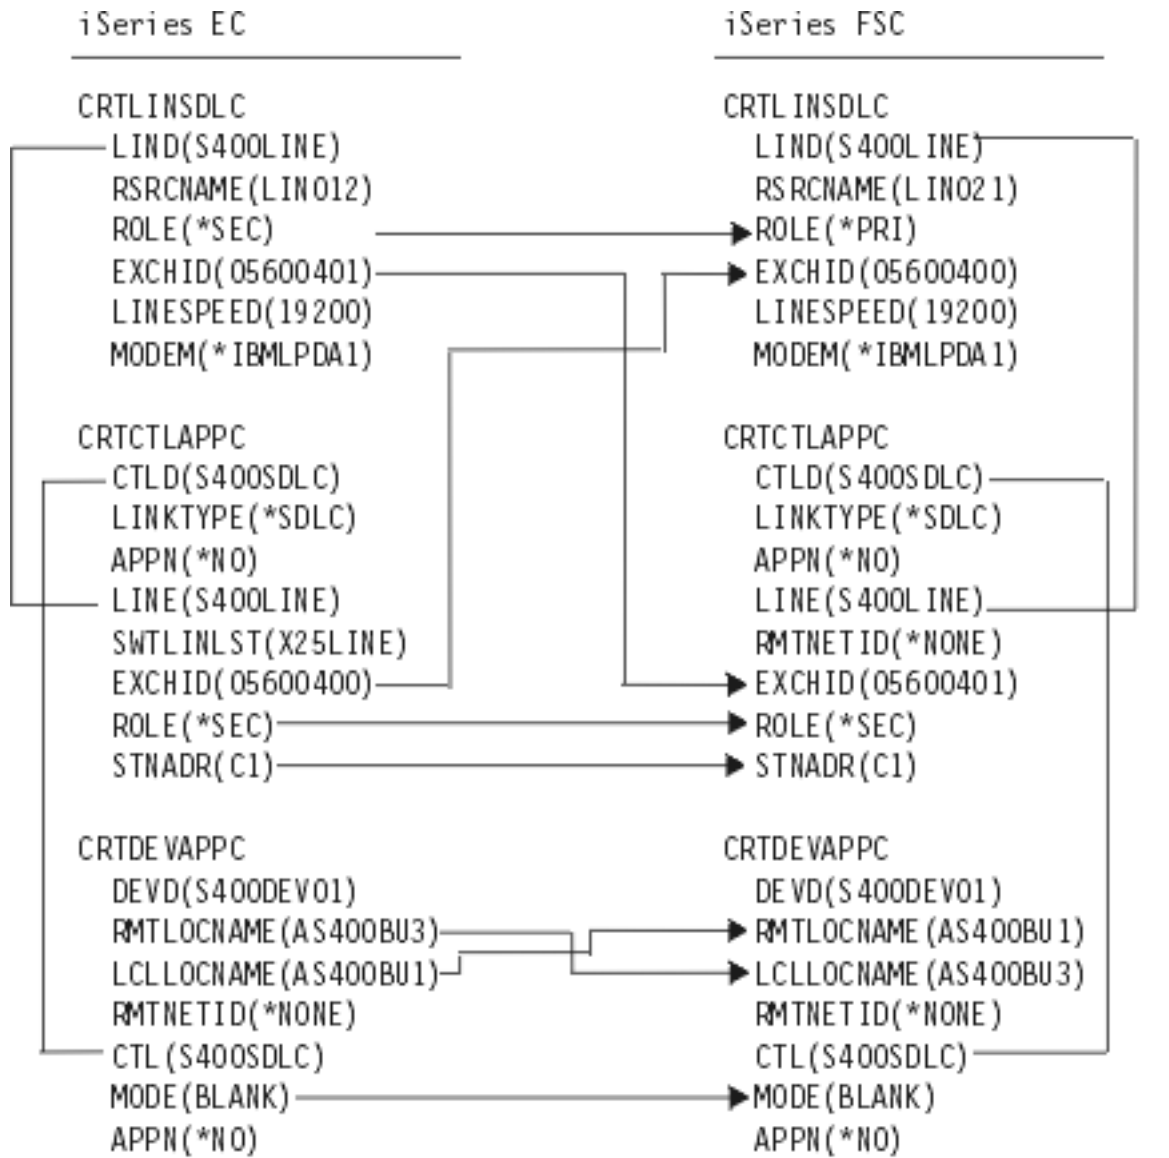 iSeries EC
CRTLINSDLC
LIND(S400LINE)
RSRCNAME(LIN012)
ROLE(*SEC)
EXCHID(05600401)
LINESPEED(19200)
MODEM(*IBMLPDA1)
CRTCTLAPPC
CTLD(S400SDLC)
LINKTYPE(*SDLC)
APPN(*NO)
LINE(S400LINE)
SWTLINLST(X25LINE)
EXCHID(05600400)
ROLE(*SEC)
STNADR(C1)
CRTDEVAPPC
DEVD(S400DEV01)
RMTLOCNAME(AS400BU3)
LCLLOCNAME(AS400BU1)
RMTNETID(*NONE)
CTL(S400SDLC)
MODE(BLANK)
APPN(*NO)
iSeries FSC
CRTLINSDLC
LIND(S400LINE)
RSRCNAME(LIN021)
ROLE(*PRI)
EXCHID(05600400)
LINESPEED(19200)
MODEM(*IBMLPDA1)
CRTCTLAPPC
CTLD(S400SDLC)
LINKTYPE(*SDLC)
APPN(*NO)
LINE(S400LINE)
RMTNETID(*NONE)
EXCHID(05600401)
ROLE(*SEC)
STNADR(C1)
CRTDEVAPPC
DEVD(S400DEV01)
RMTLOCNAME(AS400BU1)
LCLLOCNAME(AS400BU3)
RMTNETID(*NONE)
CTL(S400SDLC)
MODE(BLANK)
APPN(*NO)